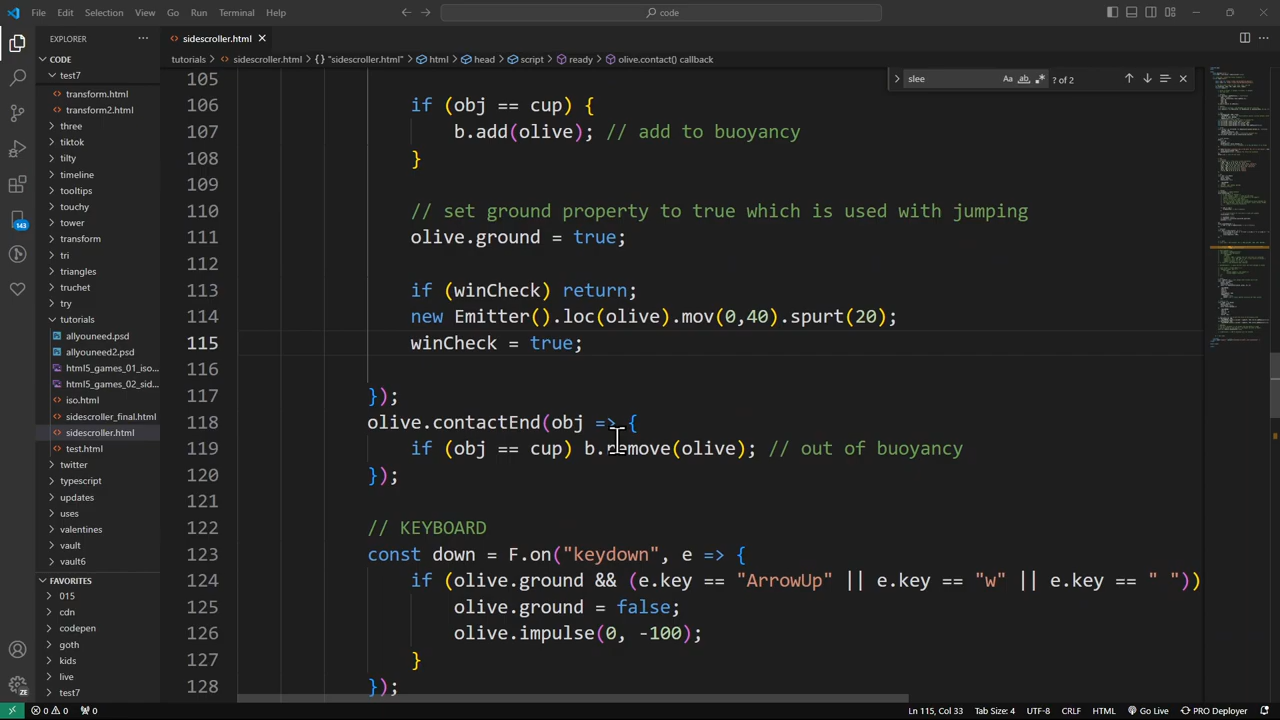 File Edit Selection View Go Run Terminal Help
code
EXPLORER
sidescroller.html
CODE
tutorials > sidescroller.html > {} "sidescroller.html" > html > head > script > ready > olive.contact() callback
test7
transform.html
transform2.html
three
tiktok
tilty
timeline
tooltips
touchy
tower
transform
tri
triangles
truchet
try
tutorials
allyouneed.psd
allyouneed2.psd
html5_games_01_iso...
html5_games_02_sid...
iso.html
sidescroller_final.html
sidescroller.html
test.html
twitter
typescript
updates
uses
valentines
vault
vault6
FAVORITES
015
cdn
codepen
goth
kids
live
test7
143
slee
Aa ab .*
? of 2
105
106 if (obj == cup) {
107 b.add(olive); // add to buoyancy
108 }
109
110 // set ground property to true which is used with jumping
111 olive.ground = true;
112
113 if (winCheck) return;
114 new Emitter().loc(olive).mov(0,40).spurt(20);
115 winCheck = true;
116
117 });
118 olive.contactEnd(obj => {
119 if (obj == cup) b.remove(olive); // out of buoyancy
120 });
121
122 // KEYBOARD
123 const down = F.on("keydown", e => {
124 if (olive.ground && (e.key == "ArrowUp" || e.key == "w" || e.key == " "))
125 olive.ground = false;
126 olive.impulse(0, -100);
127 }
128 });
0 0 0 Ln 115, Col 33 Tab Size: 4 UTF-8 CRLF HTML Go Live PRO Deployer